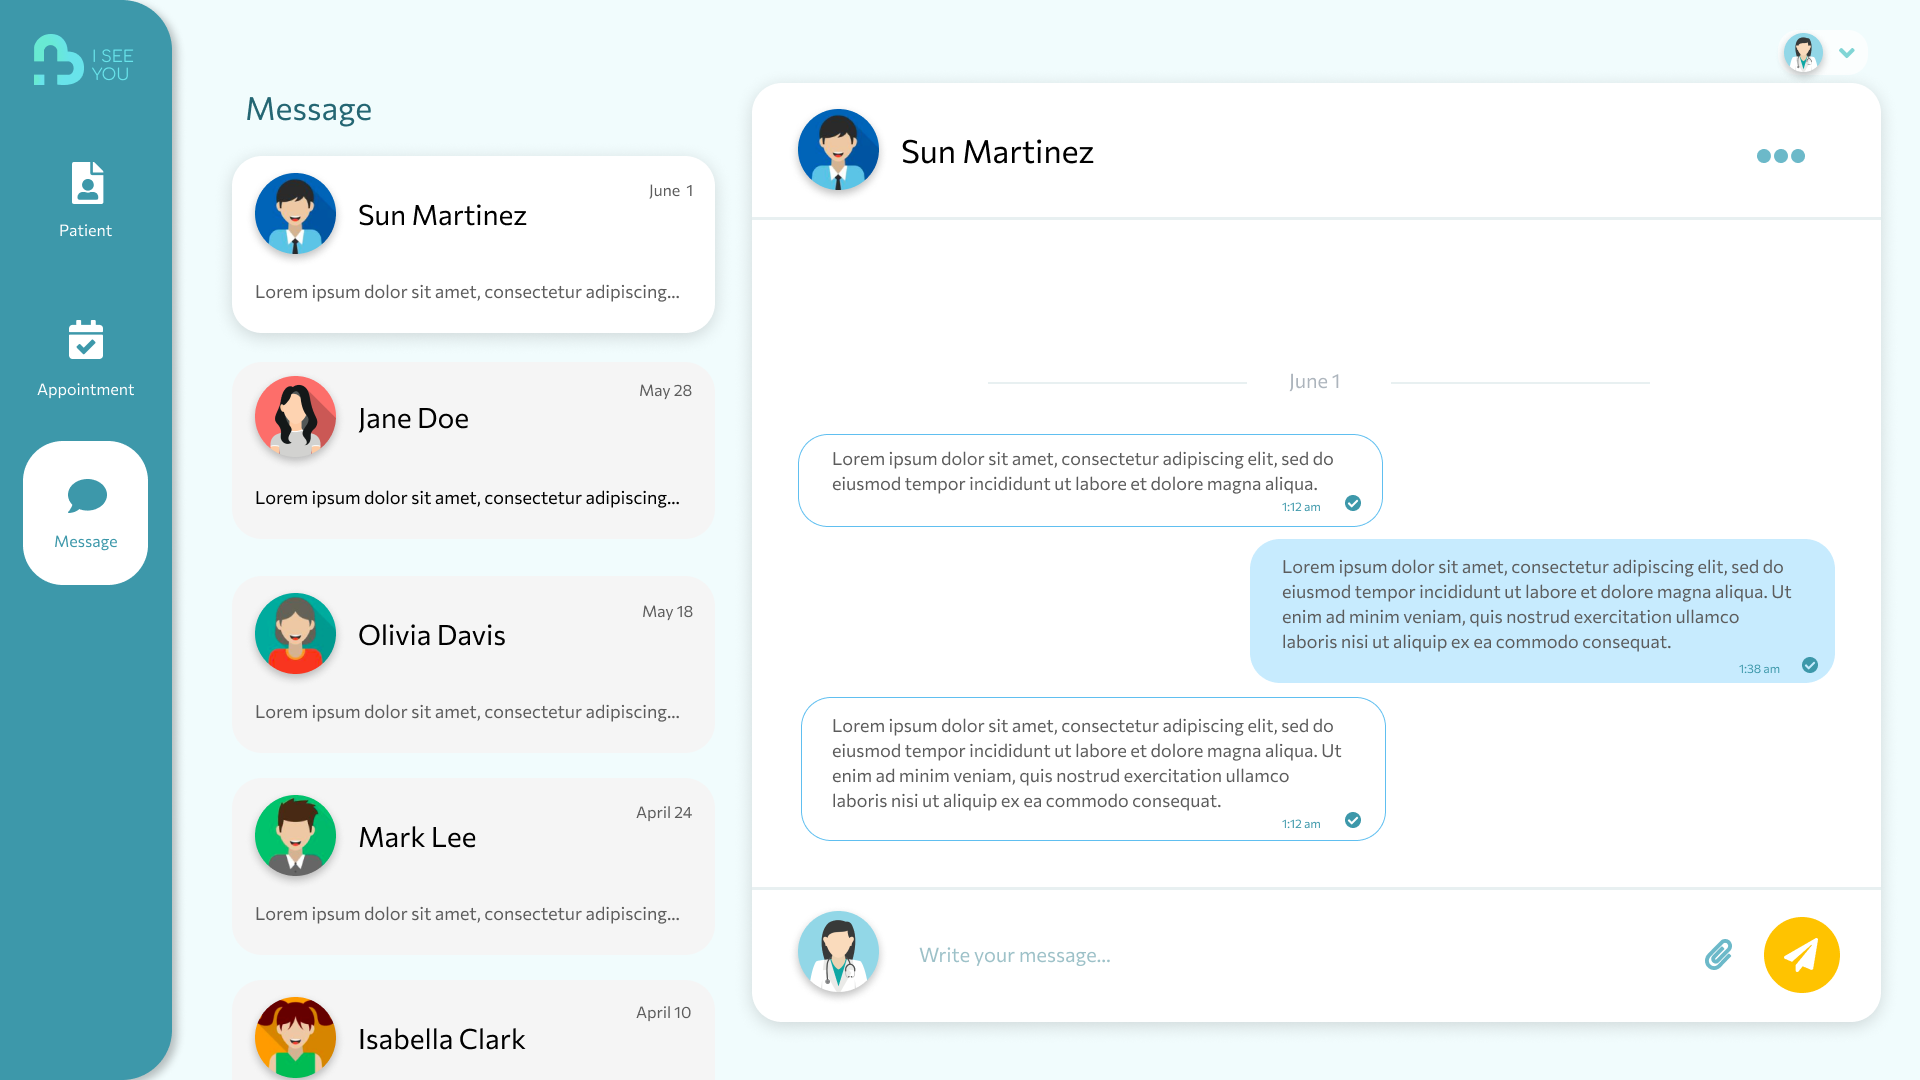 I SEE
YOU
Patient
Appointment
Message
Message
Sun Martinez
June 1
Lorem ipsum dolor sit amet, consectetur adipiscing...
Jane Doe
May 28
Lorem ipsum dolor sit amet, consectetur adipiscing...
Olivia Davis
May 18
Lorem ipsum dolor sit amet, consectetur adipiscing...
Mark Lee
April 24
Lorem ipsum dolor sit amet, consectetur adipiscing...
Isabella Clark
April 10
Sun Martinez
June 1
Lorem ipsum dolor sit amet, consectetur adipiscing elit, sed do
eiusmod tempor incididunt ut labore et dolore magna aliqua.
1:12 am
Lorem ipsum dolor sit amet, consectetur adipiscing elit, sed do
eiusmod tempor incididunt ut labore et dolore magna aliqua. Ut
enim ad minim veniam, quis nostrud exercitation ullamco
laboris nisi ut aliquip ex ea commodo consequat.
1:38 am
Lorem ipsum dolor sit amet, consectetur adipiscing elit, sed do
eiusmod tempor incididunt ut labore et dolore magna aliqua. Ut
enim ad minim veniam, quis nostrud exercitation ullamco
laboris nisi ut aliquip ex ea commodo consequat.
1:12 am
Write your message...